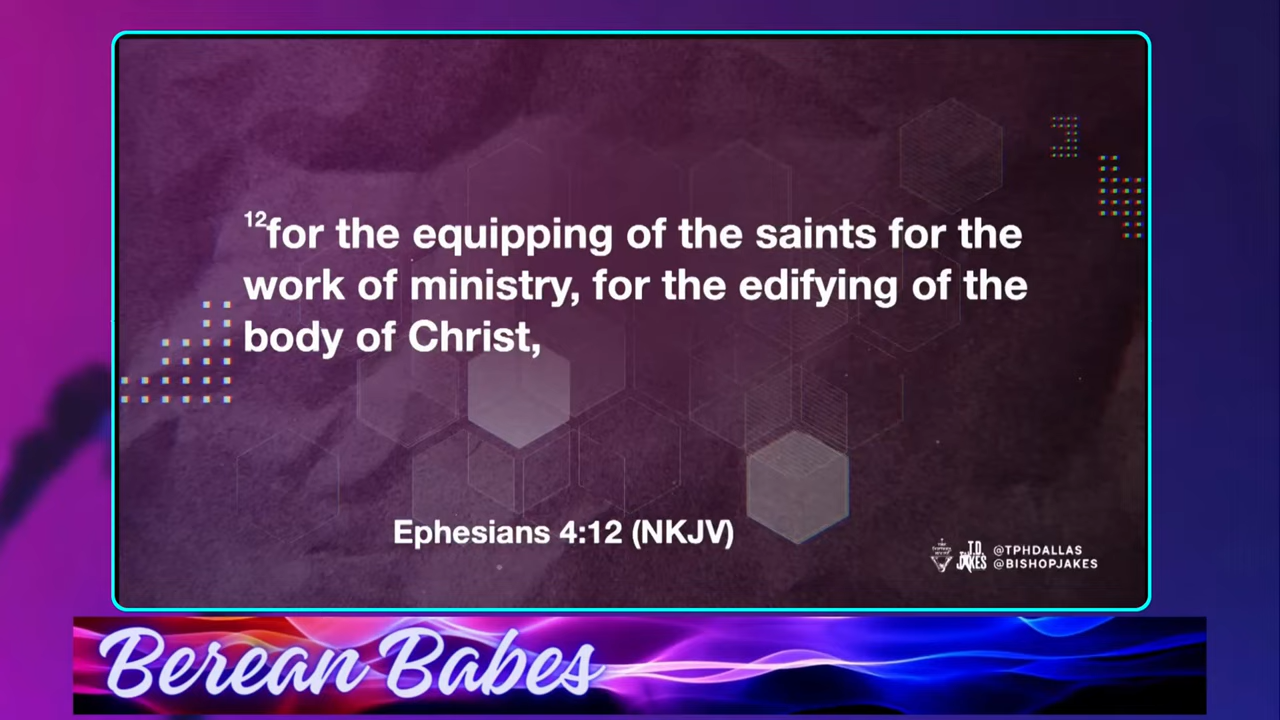 12for the equipping of the saints for the
work of ministry, for the edifying of the
body of Christ,
Ephesians 4:12 (NKJV)
T.D.
JAKES
@TPHDALLAS
@BISHOPJAKES
Berean Babes